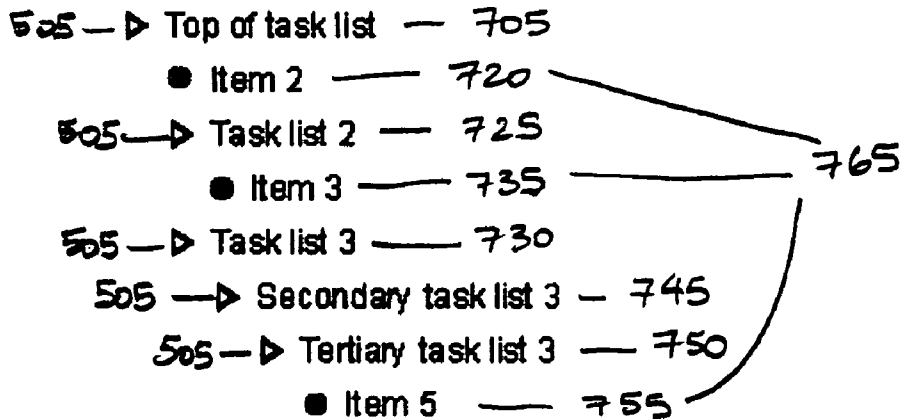 505 Top of task list 705
Item 2 720
505 Task list 2 725
765
Item 3 735
505 Task list 3 730
505 Secondary task list 3 745
505 Tertiary task list 3 750
Item 5 755